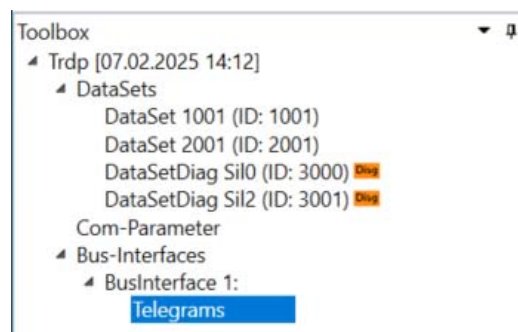 Toolbox
Trdp [07.02.2025 14:12]
DataSets
DataSet 1001 (ID: 1001)
DataSet 2001 (ID: 2001)
DataSetDiag Sil0 (ID: 3000) Diag
DataSetDiag Sil2 (ID: 3001) Diag
Com-Parameter
Bus-Interfaces
BusInterface 1:
Telegrams